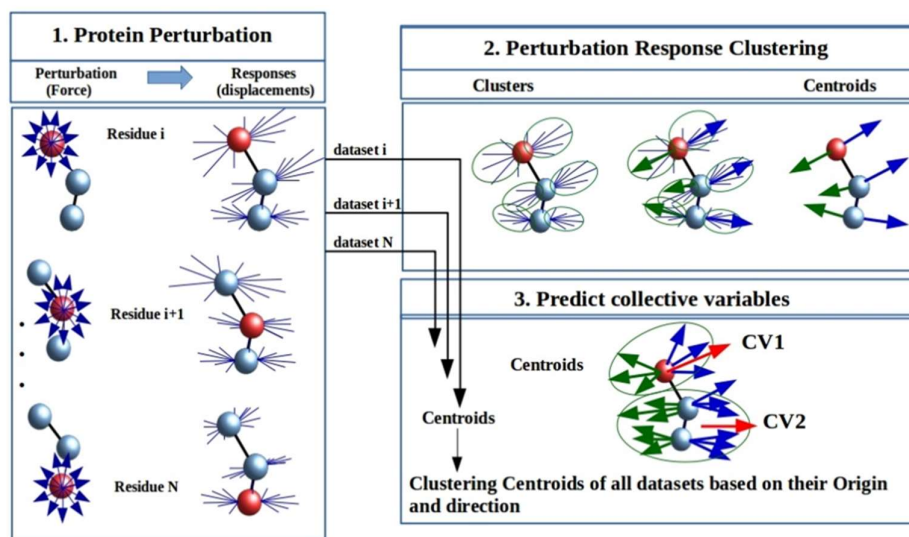 1. Protein Perturbation
Perturbation
(Force)
Responses
(displacements)
Residue i
Residue i+1
Residue N
dataset i
dataset i+1
dataset N
2. Perturbation Response Clustering
Clusters
Centroids
3. Predict collective variables
Centroids
CV1
CV2
Centroids
Clustering Centroids of all datasets based on their Origin
and direction